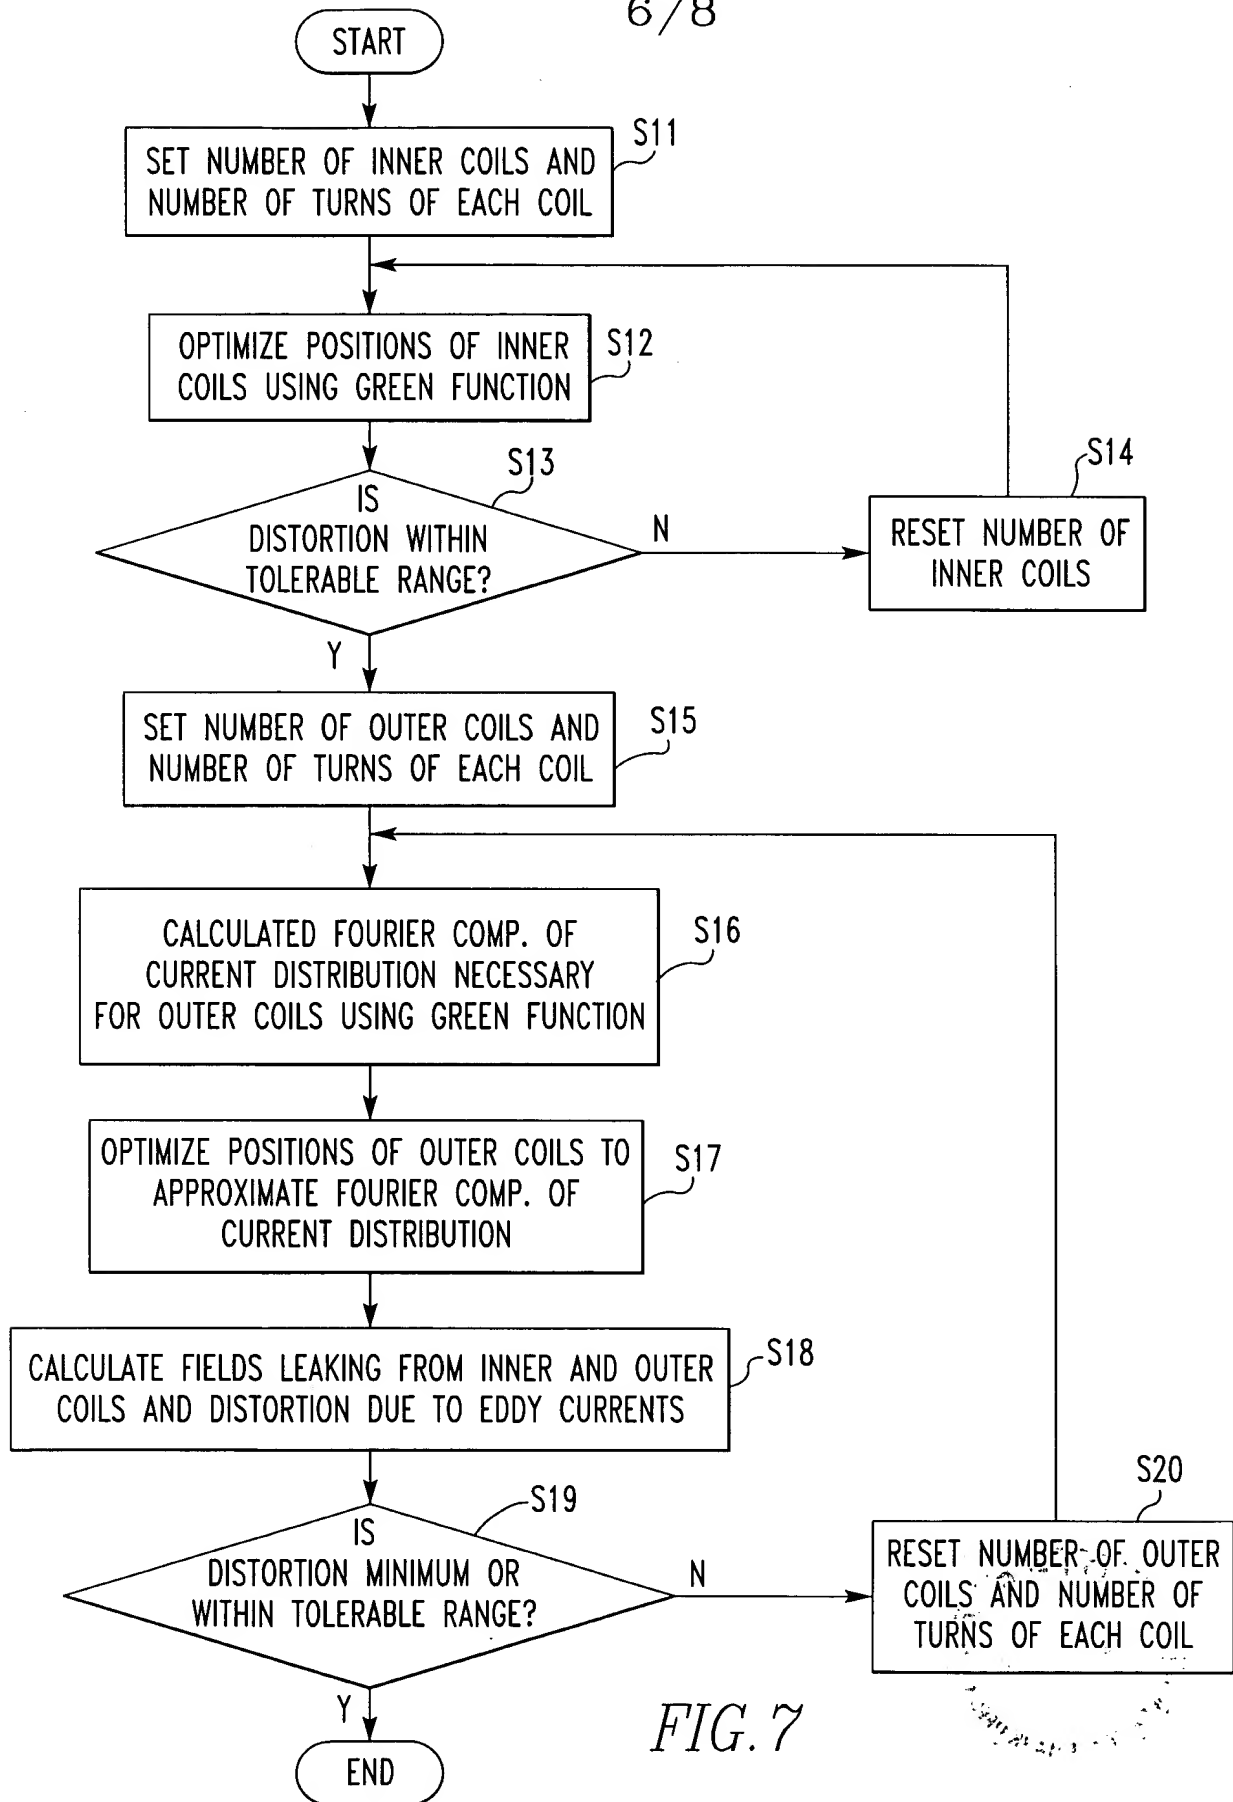 6/8
START
S11
SET NUMBER OF INNER COILS AND
NUMBER OF TURNS OF EACH COIL
OPTIMIZE POSITIONS OF INNER
COILS USING GREEN FUNCTION
S12
S13
IS
DISTORTION WITHIN
TOLERABLE RANGE?
N
S14
RESET NUMBER OF
INNER COILS
Y
SET NUMBER OF OUTER COILS AND
NUMBER OF TURNS OF EACH COIL
S15
CALCULATED FOURIER COMP. OF
CURRENT DISTRIBUTION NECESSARY
FOR OUTER COILS USING GREEN FUNCTION
S16
OPTIMIZE POSITIONS OF OUTER COILS TO
APPROXIMATE FOURIER COMP. OF
CURRENT DISTRIBUTION
S17
CALCULATE FIELDS LEAKING FROM INNER AND OUTER
COILS AND DISTORTION DUE TO EDDY CURRENTS
S18
S19
IS
DISTORTION MINIMUM OR
WITHIN TOLERABLE RANGE?
N
S20
RESET NUMBER OF OUTER
COILS AND NUMBER OF
TURNS OF EACH COIL
Y
END
FIG.7